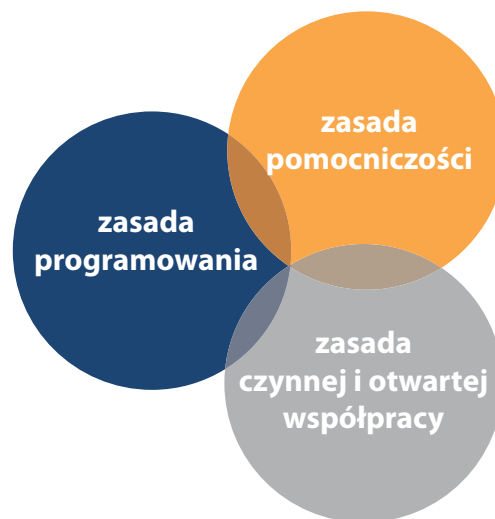 zasada
pomocniczości
zasada
programowania
zasada
czynnej i otwartej
współpracy